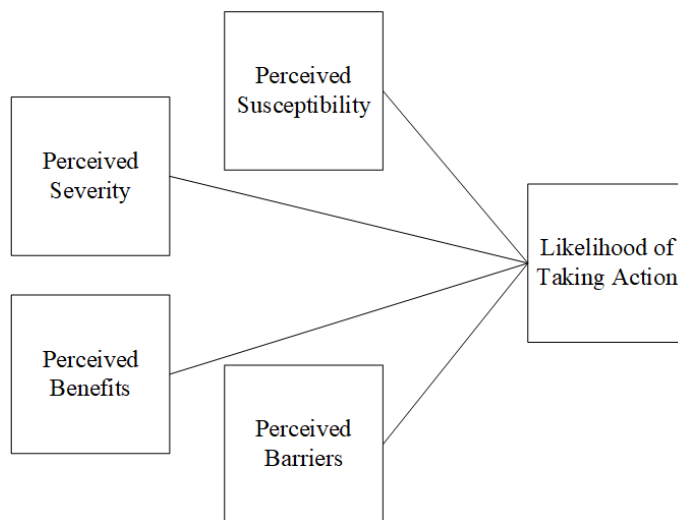 Perceived
Susceptibility
Perceived
Severity
Likelihood of
Taking Action
Perceived
Benefits
Perceived
Barriers